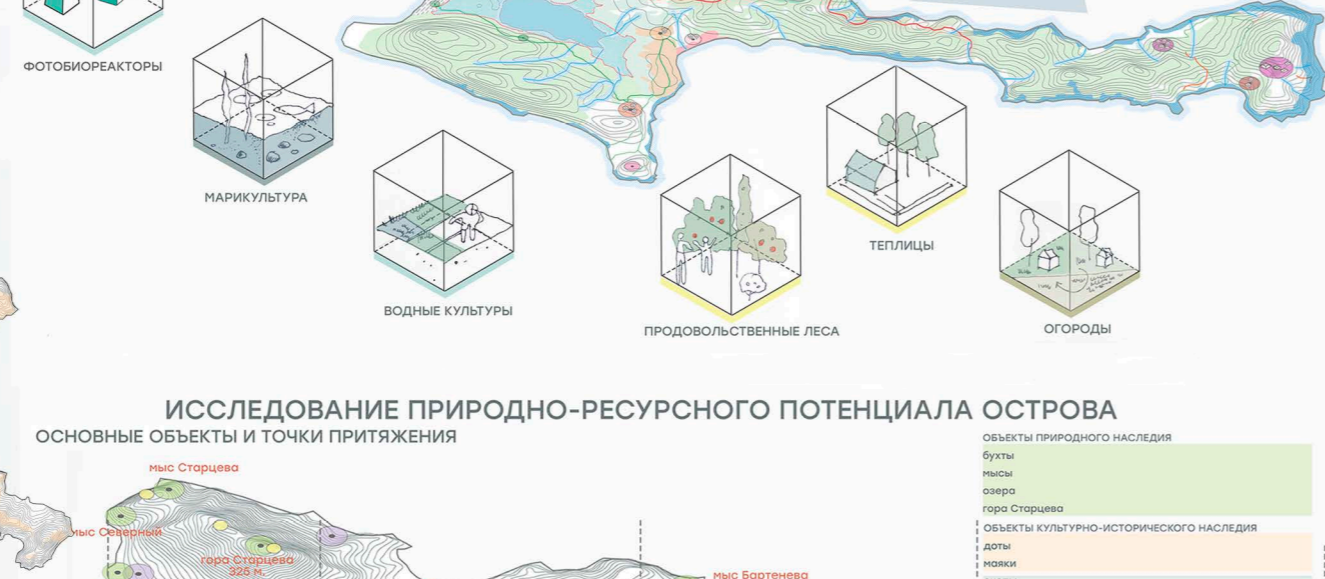 ФОТОБИОРЕАКТОРЫ
МАРИКУЛЬТУРА
ВОДНЫЕ КУЛЬТУРЫ
ПРОДОВОЛЬСТВЕННЫЕ ЛЕСА
ТЕПЛИЦЫ
ОГОРОДЫ
ИССЛЕДОВАНИЕ ПРИРОДНО-РЕСУРСНОГО ПОТЕНЦИАЛА ОСТРОВА
ОСНОВНЫЕ ОБЪЕКТЫ И ТОЧКИ ПРИТЯЖЕНИЯ
мыс Старцева
мыс Северный
гора Старцева
325 м.
мыс Бартенева
ОБЪЕКТЫ ПРИРОДНОГО НАСЛЕДИЯ
бухты
мысы
озера
гора Старцева
ОБЪЕКТЫ КУЛЬТУРНО-ИСТОРИЧЕСКОГО НАСЛЕДИЯ
доты
маяки